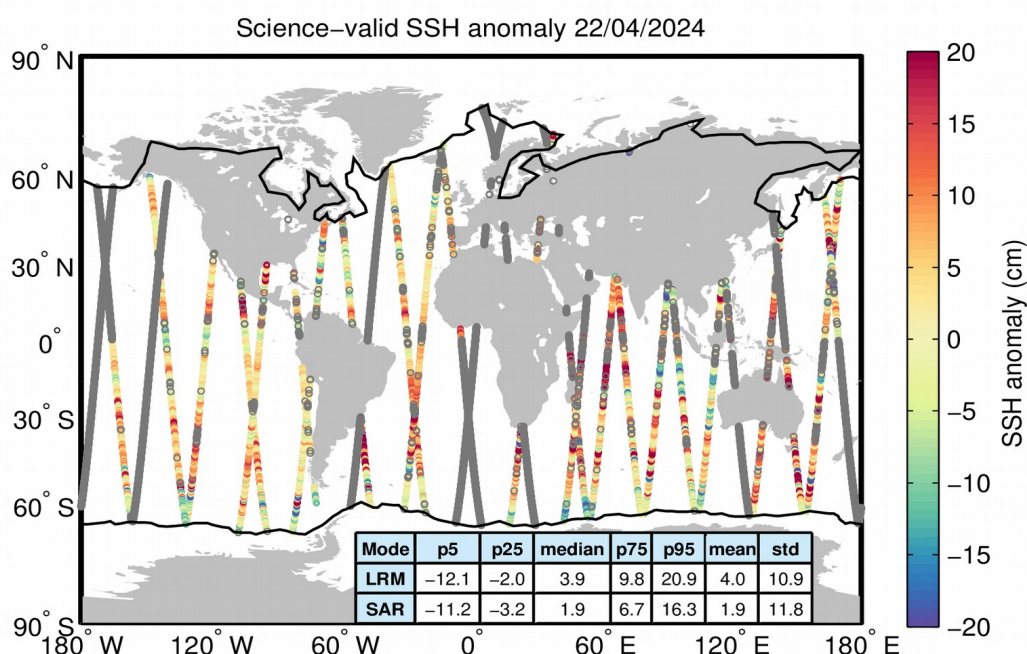 Science−valid SSH anomaly 22/04/2024
90° N
60° N
30° N
0°
30° S
60° S
90° S
180° W
120° W
60° W
0°
60° E
120° E
180° E
Mode p5 p25 median p75 p95 mean std
LRM −12.1 −2.0 3.9 9.8 20.9 4.0 10.9
SAR −11.2 −3.2 1.9 6.7 16.3 1.9 11.8
20
15
10
5
0
−5
−10
−15
−20
SSH anomaly (cm)